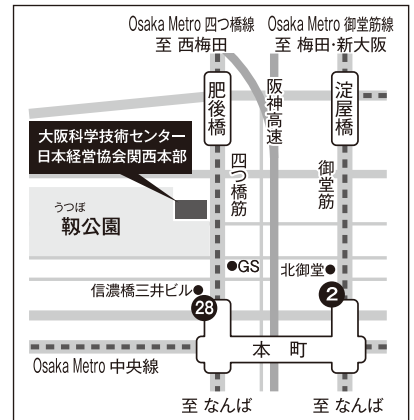 Osaka Metro 四つ橋線
至 西梅田
Osaka Metro 御堂筋線
至 梅田・新大阪
肥後橋
阪神高速
淀屋橋
大阪科学技術センター
日本経営協会関西本部
四つ橋筋
御堂筋
うつぼ
靱公園
GS
北御堂
信濃橋三井ビル
28
2
本町
Osaka Metro 中央線
至 なんば
至 なんば